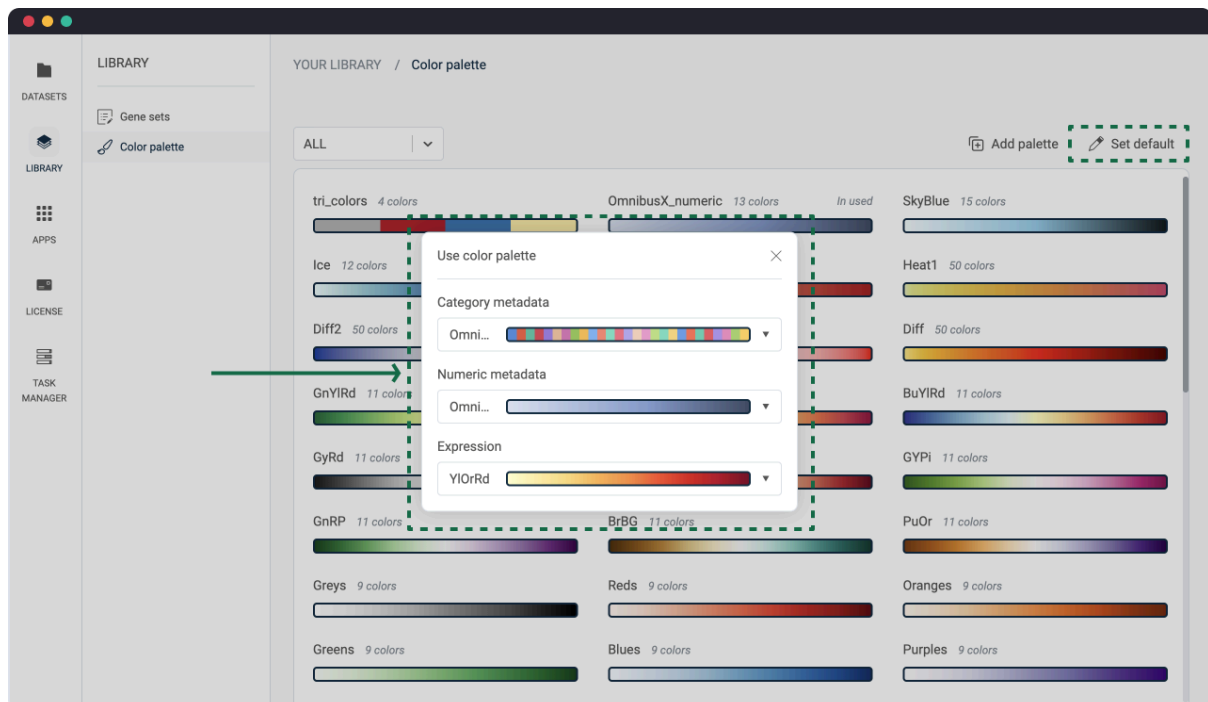 DATASETS
LIBRARY
APPS
LICENSE
TASK
MANAGER
LIBRARY
Gene sets
Color palette
YOUR LIBRARY / Color palette
ALL
Add palette
Set default
tri_colors 4 colors
OmnibusX_numeric 13 colors In used
SkyBlue 15 colors
Ice 12 colors
Heat1 50 colors
Diff2 50 colors
Diff 50 colors
GnYlRd 11 colors
BuYlRd 11 colors
GyRd 11 colors
GYPi 11 colors
GnRP 11 colors
BrBG 11 colors
PuOr 11 colors
Greys 9 colors
Reds 9 colors
Oranges 9 colors
Greens 9 colors
Blues 9 colors
Purples 9 colors
Use color palette
Category metadata
Omni...
Numeric metadata
Omni...
Expression
YlOrRd